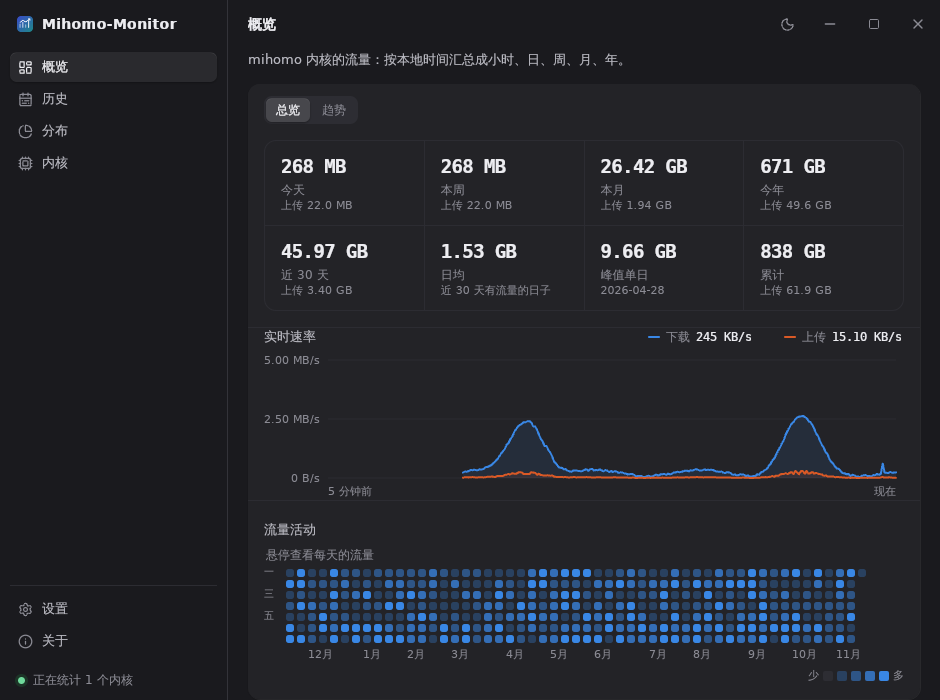 Mihomo-Monitor
概览
历史
分布
内核
设置
关于
正在统计 1 个内核
概览
mihomo 内核的流量：按本地时间汇总成小时、日、周、月、年。
总览 趋势
268 MB 268 MB 26.42 GB 671 GB
今天 本周 本月 今年
上传 22.0 MB 上传 22.0 MB 上传 1.94 GB 上传 49.6 GB
45.97 GB 1.53 GB 9.66 GB 838 GB
近 30 天 日均 峰值单日 累计
上传 3.40 GB 近 30 天有流量的日子 2026-04-28 上传 61.9 GB
实时速率 下载 245 KB/s 上传 15.10 KB/s
5.00 MB/s
2.50 MB/s
0 B/s
5 分钟前 现在
流量活动
悬停查看每天的流量
一
三
五
12月 1月 2月 3月 4月 5月 6月 7月 8月 9月 10月 11月
少 多